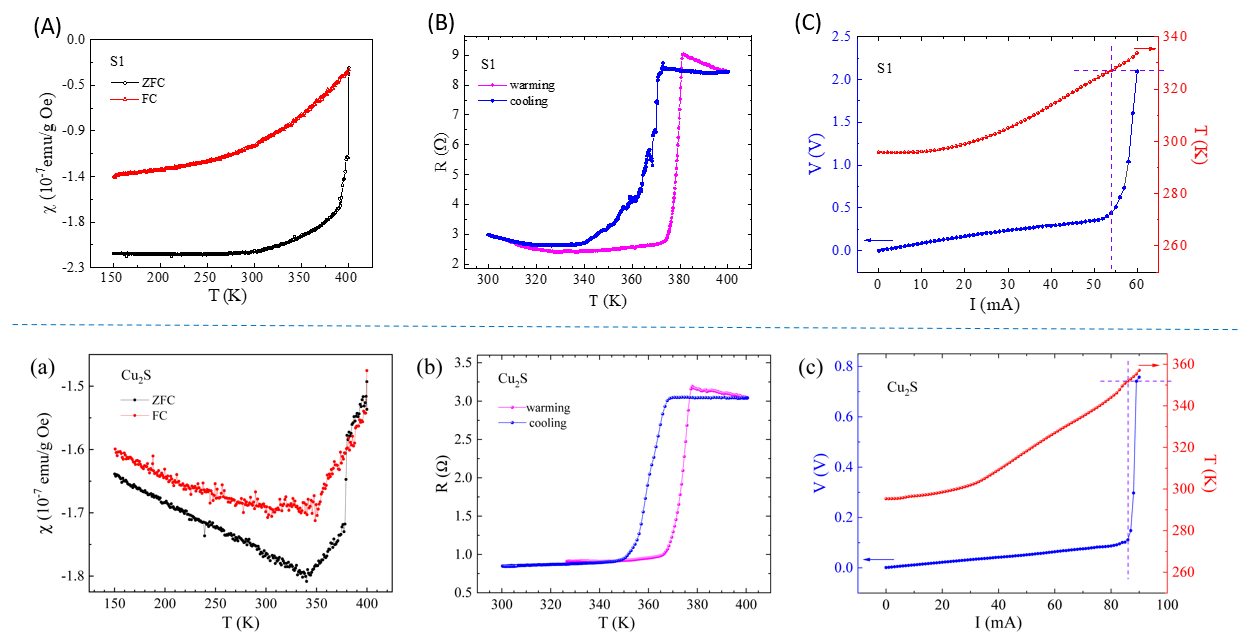 (A)
0.0
-0.5
-0.9
-1.4
-1.8
-2.3
χ (10⁻⁷emu/g Oe)
S1
ZFC
FC
150
200
250
300
350
400
T (K)
(B)
9
8
7
6
5
4
3
2
R (Ω)
S1
warming
cooling
300
320
340
360
380
400
T (K)
(C)
2.5
2.0
1.5
1.0
0.5
0.0
V (V)
S1
340
320
300
280
260
T (K)
0
10
20
30
40
50
60
I (mA)
(a)
-1.5
-1.6
-1.7
-1.8
χ (10⁻⁷ emu/g Oe)
Cu₂S
ZFC
FC
150
200
250
300
350
400
T (K)
(b)
3.5
3.0
2.5
2.0
1.5
1.0
0.5
R (Ω)
Cu₂S
warming
cooling
300
320
340
360
380
400
T (K)
(c)
0.8
0.6
0.4
0.2
0.0
V (V)
Cu₂S
360
340
320
300
280
260
T (K)
0
20
40
60
80
100
I (mA)